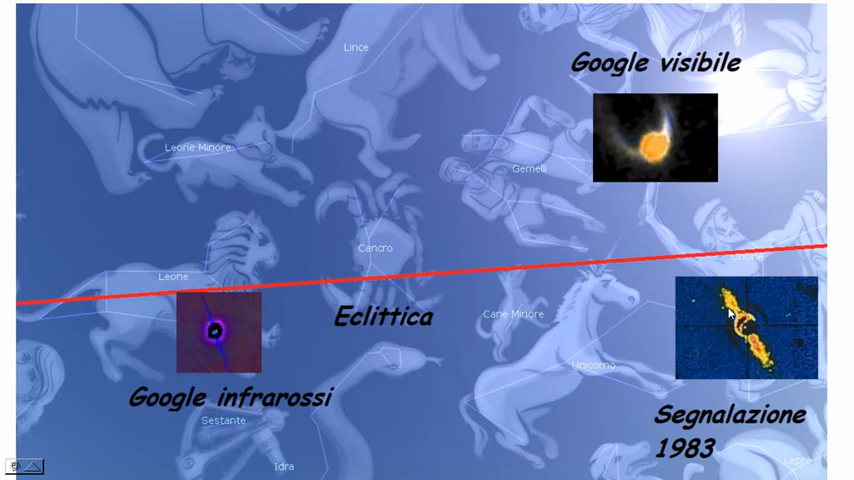 Lince
Google visibile
Leone Minore
Gemelli
Cancro
Orione
Leone
Eclittica
Cane Minore
Unicorno
Google infrarossi
Segnalazione
1983
Sestante
Idra
Lepre